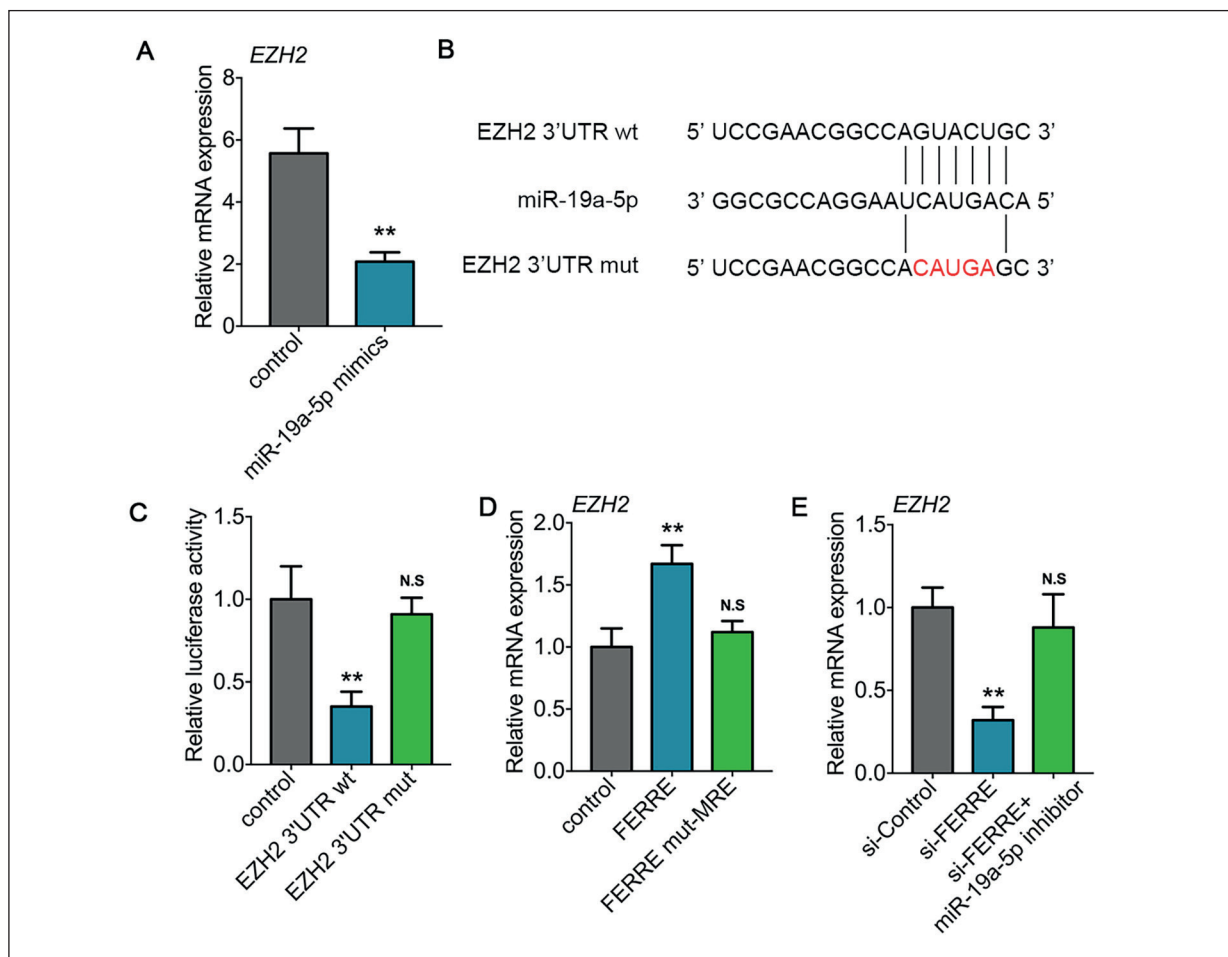 A
EZH2
Relative mRNA expression
8
6
4
2
0
**
control
miR-19a-5p mimics
B
EZH2 3’UTR wt 5’ UCCGAACGGCCAGUACUGC 3’
miR-19a-5p 3’ GGCGCCAGGAAUCAUGACA 5’
EZH2 3’UTR mut 5’ UCCGAACGGCCACAUGAGC 3’
C
Relative luciferase activity
1.5
1.0
0.5
0.0
**
N.S
control
EZH2 3'UTR wt
EZH2 3'UTR mut
D
EZH2
Relative mRNA expression
2.0
1.5
1.0
0.5
0.0
**
N.S
control
FERRE
FERRE mut-MRE
E
EZH2
Relative mRNA expression
1.5
1.0
0.5
0.0
**
N.S
si-Control
si-FERRE
si-FERRE+
miR-19a-5p inhibitor